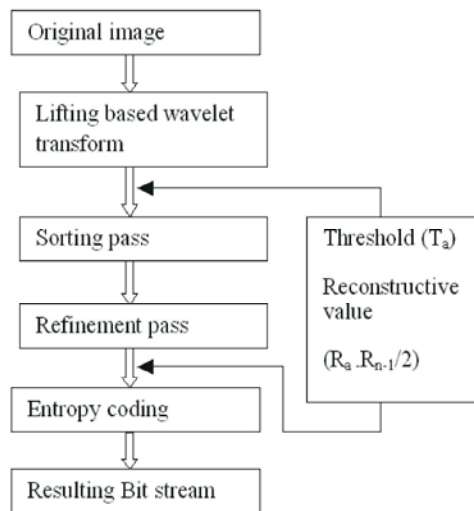 Original image
Lifting based wavelet
transform
Sorting pass
Refinement pass
Entropy coding
Resulting Bit stream
Threshold (Tₐ)
Reconstructive
value
(Rₐ .Rₙ₋₁/2)